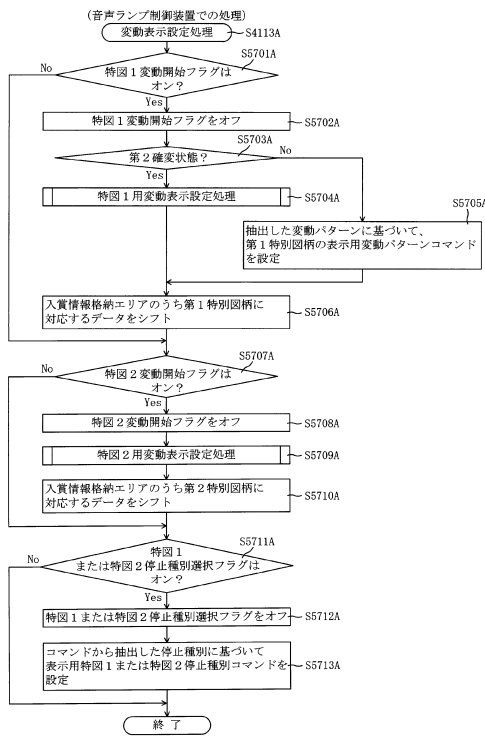 (音声ランプ制御装置での処理)
変動表示設定処理
S4113A
S5701A
特図1変動開始フラグは
オン?
No
Yes
特図1変動開始フラグをオフ
S5702A
S5703A
第2確変状態?
No
Yes
特図1用変動表示設定処理
S5704A
S5705A
抽出した変動パターンに基づいて、
第1特別図柄の表示用変動パターンコマンド
を設定
入賞情報格納エリアのうち第1特別図柄に
対応するデータをシフト
S5706A
S5707A
特図2変動開始フラグは
オン?
No
Yes
特図2変動開始フラグをオフ
S5708A
特図2用変動表示設定処理
S5709A
入賞情報格納エリアのうち第2特別図柄に
対応するデータをシフト
S5710A
S5711A
特図1
または特図2停止種別選択フラグは
オン?
No
Yes
特図1または特図2停止種別選択フラグをオフ
S5712A
コマンドから抽出した停止種別に基づいて
表示用特図1または特図2停止種別コマンドを
設定
S5713A
終了